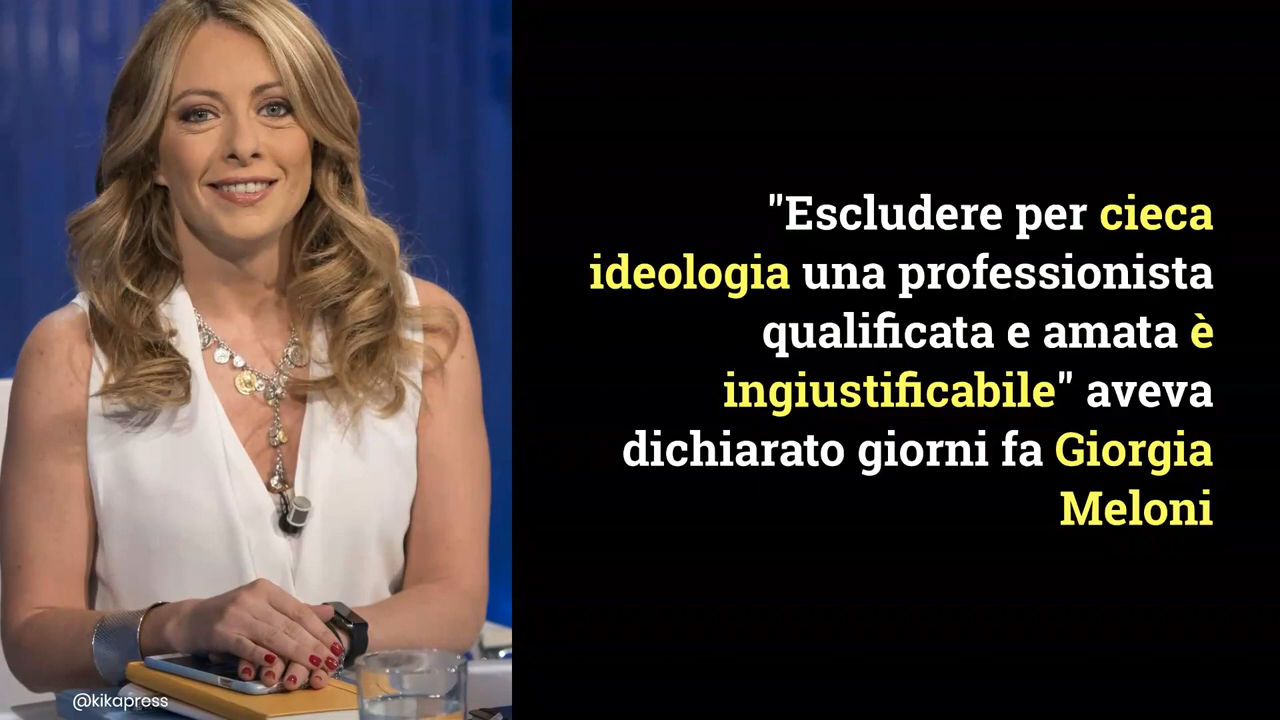 "Escludere per cieca
ideologia una professionista
qualificata e amata è
ingiustificabile" aveva
dichiarato giorni fa Giorgia
Meloni
@kikapress